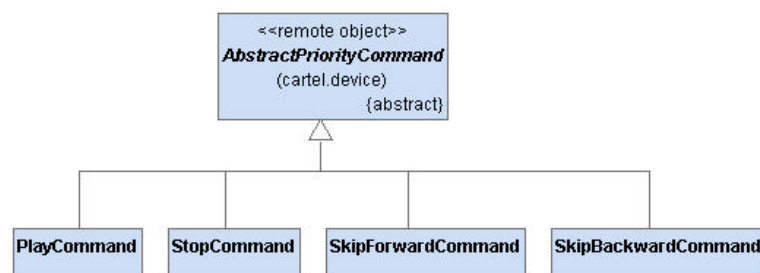 <<remote object>>
AbstractPriorityCommand
(cartel.device)
{abstract}
PlayCommand
StopCommand
SkipForwardCommand
SkipBackwardCommand